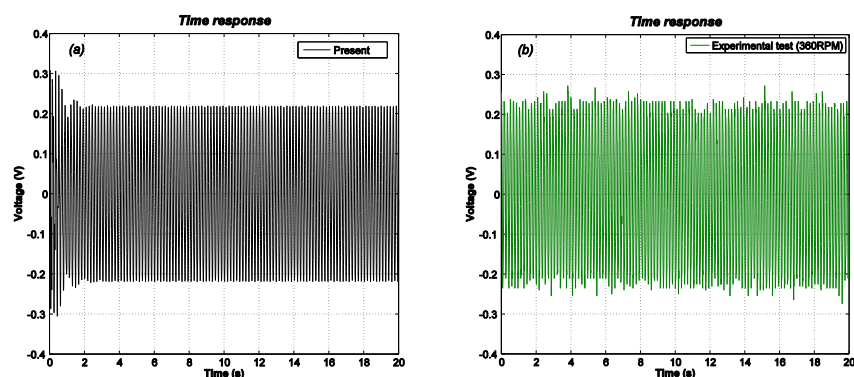 Time response
(a)
Present
0.4
0.3
0.2
0.1
0
-0.1
-0.2
-0.3
-0.4
Voltage (V)
0 2 4 6 8 10 12 14 16 18 20
Time (s)
Time response
(b)
Experimental test (360RPM)
0.4
0.3
0.2
0.1
0
-0.1
-0.2
-0.3
-0.4
Voltage (V)
0 2 4 6 8 10 12 14 16 18 20
Time (s)